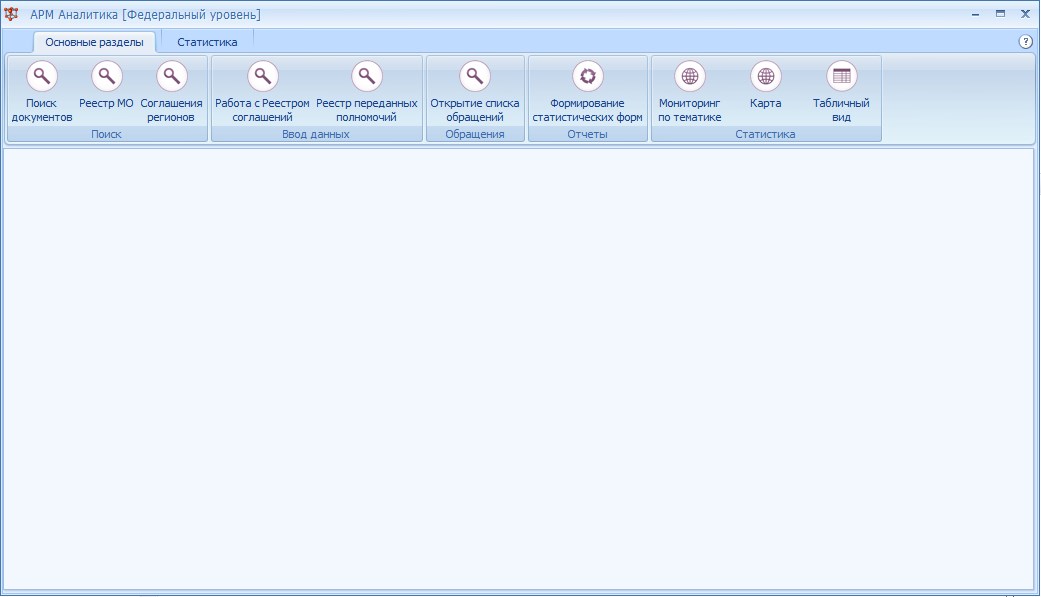 АРМ Аналитика [Федеральный уровень]
Основные разделы
Статистика
?
Поиск
документов
Реестр МО
Соглашения
регионов
Поиск
Работа с Реестром
соглашений
Реестр переданных
полномочий
Ввод данных
Открытие списка
обращений
Обращения
Формирование
статистических форм
Отчеты
Мониторинг
по тематике
Карта
Табличный
вид
Статистика